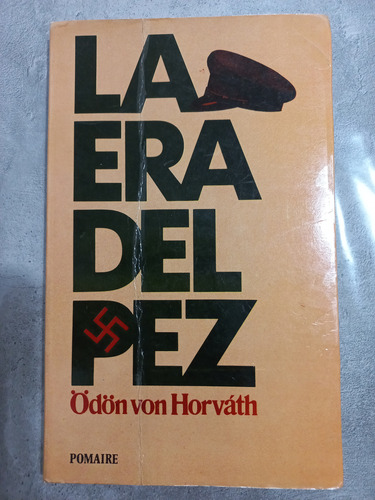 LA
ERA
DEL
PEZ
Ödön von Horváth
POMAIRE